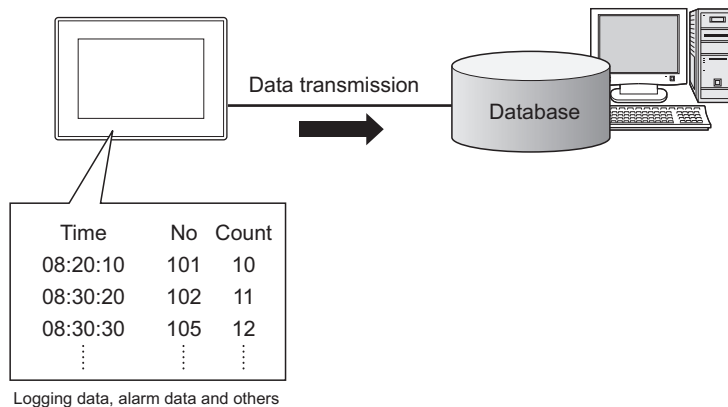 Data transmission
Database
Time No Count
08:20:10 101 10
08:30:20 102 11
08:30:30 105 12
Logging data, alarm data and others